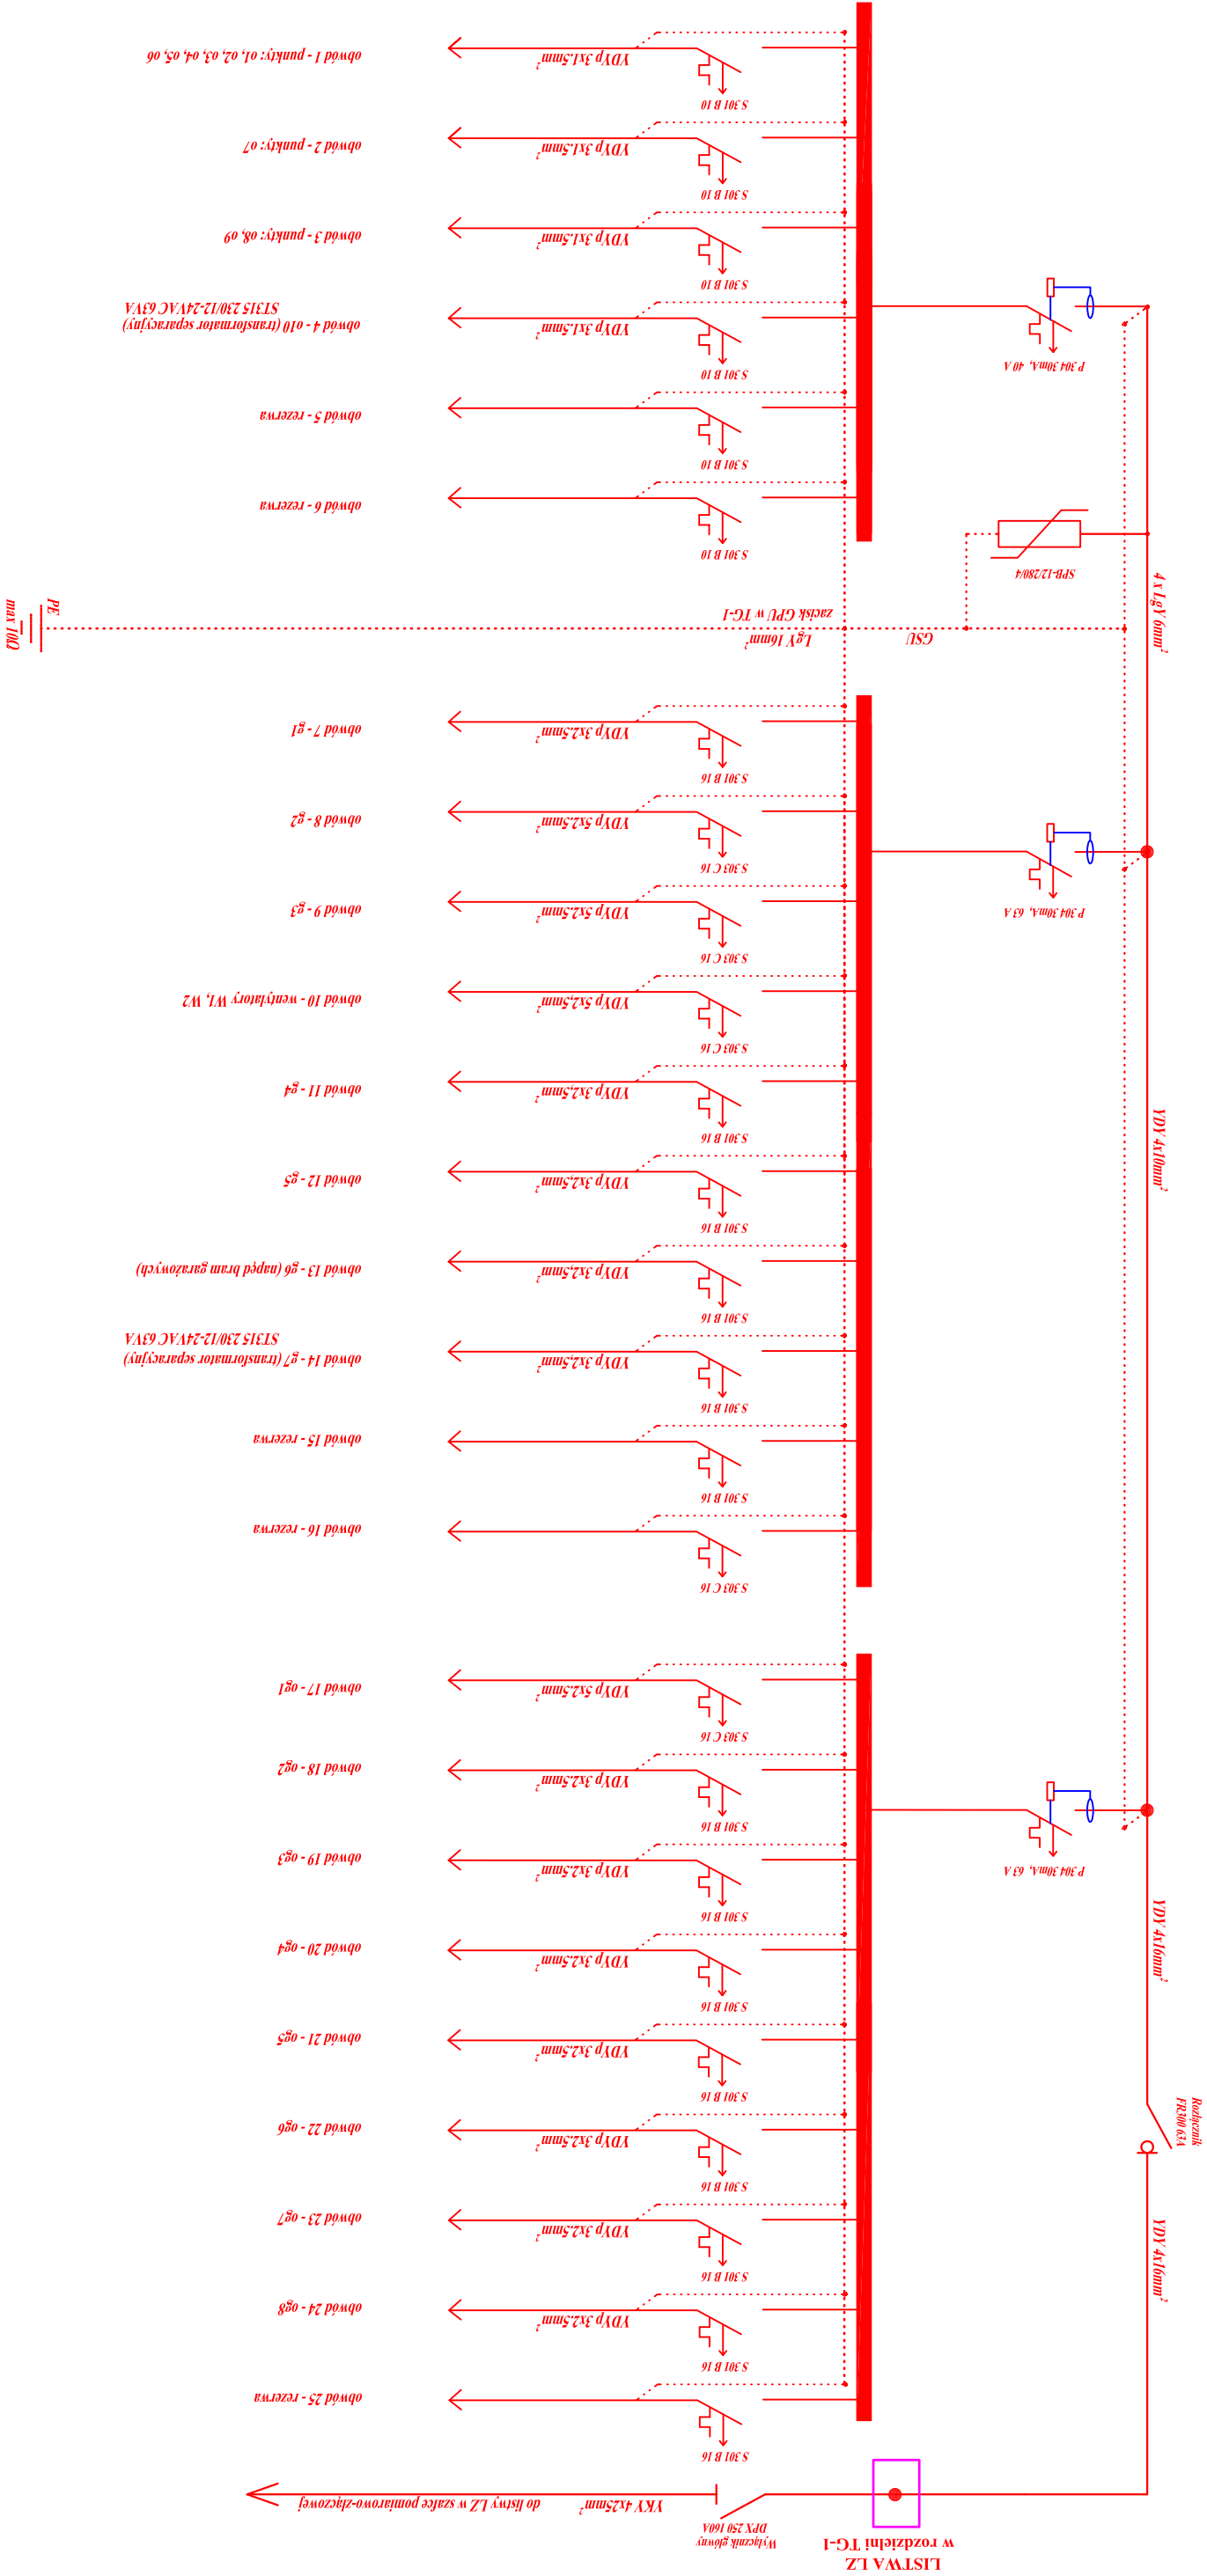 LISTWA LZ
w rozdzielni TG-1
Wyłącznik główny
DPX 250 160A
YKY 4x25mm²
do listwy LZ w szafce pomiarowo-złączowej
S 301 B 16
obwód 25 - rezerwa
S 301 B 16
YDYp 3x2.5mm²
obwód 24 - og8
S 301 B 16
YDYp 3x2.5mm²
obwód 23 - og7
S 301 B 16
YDYp 3x2.5mm²
obwód 22 - og6
S 301 B 16
YDYp 3x2.5mm²
obwód 21 - og5
S 301 B 16
YDYp 3x2.5mm²
obwód 20 - og4
S 301 B 16
YDYp 3x2.5mm²
obwód 19 - og3
S 301 B 16
YDYp 3x2.5mm²
obwód 18 - og2
S 303 C 16
YDYp 5x2.5mm²
obwód 17 - og1
YDY 4x16mm²
Rozłącznik
FR300 63A
YDY 4x16mm²
P 304 30mA, 63 A
S 303 C 16
obwód 16 - rezerwa
S 301 B 16
obwód 15 - rezerwa
S 301 B 16
YDYp 3x2,5mm²
obwód 14 - g7 (transformator separacyjny)
ST315 230/12-24VAC 63VA
S 301 B 16
YDYp 3x2,5mm²
obwód 13 - g6 (napęd bram garażowych)
S 301 B 16
YDYp 3x2,5mm²
obwód 12 - g5
S 301 B 16
YDYp 3x2,5mm²
obwód 11 - g4
S 303 C 16
YDYp 5x2,5mm²
obwód 10 - wentylatory W1, W2
S 303 C 16
YDYp 5x2.5mm²
obwód 9 - g3
S 303 C 16
YDYp 5x2.5mm²
obwód 8 - g2
S 301 B 16
YDYp 3x2.5mm²
obwód 7 - g1
YDY 4x10mm²
P 304 30mA, 63 A
4 x LgY 6mm²
GSU
LgY 16mm²
zacisk GPU w TG-1
PE
max 10Ω
SPB-12/280/4
S 301 B 10
obwód 6 - rezerwa
S 301 B 10
obwód 5 - rezerwa
P 304 30mA, 40 A
S 301 B 10
YDYp 3x1.5mm²
obwód 4 - o10 (transformator separacyjny)
ST315 230/12-24VAC 63VA
S 301 B 10
YDYp 3x1.5mm²
obwód 3 - punkty: o8, o9
S 301 B 10
YDYp 3x1.5mm²
obwód 2 - punkty: o7
S 301 B 10
YDYp 3x1.5mm²
obwód 1 - punkty: o1, o2, o3, o4, o5, o6